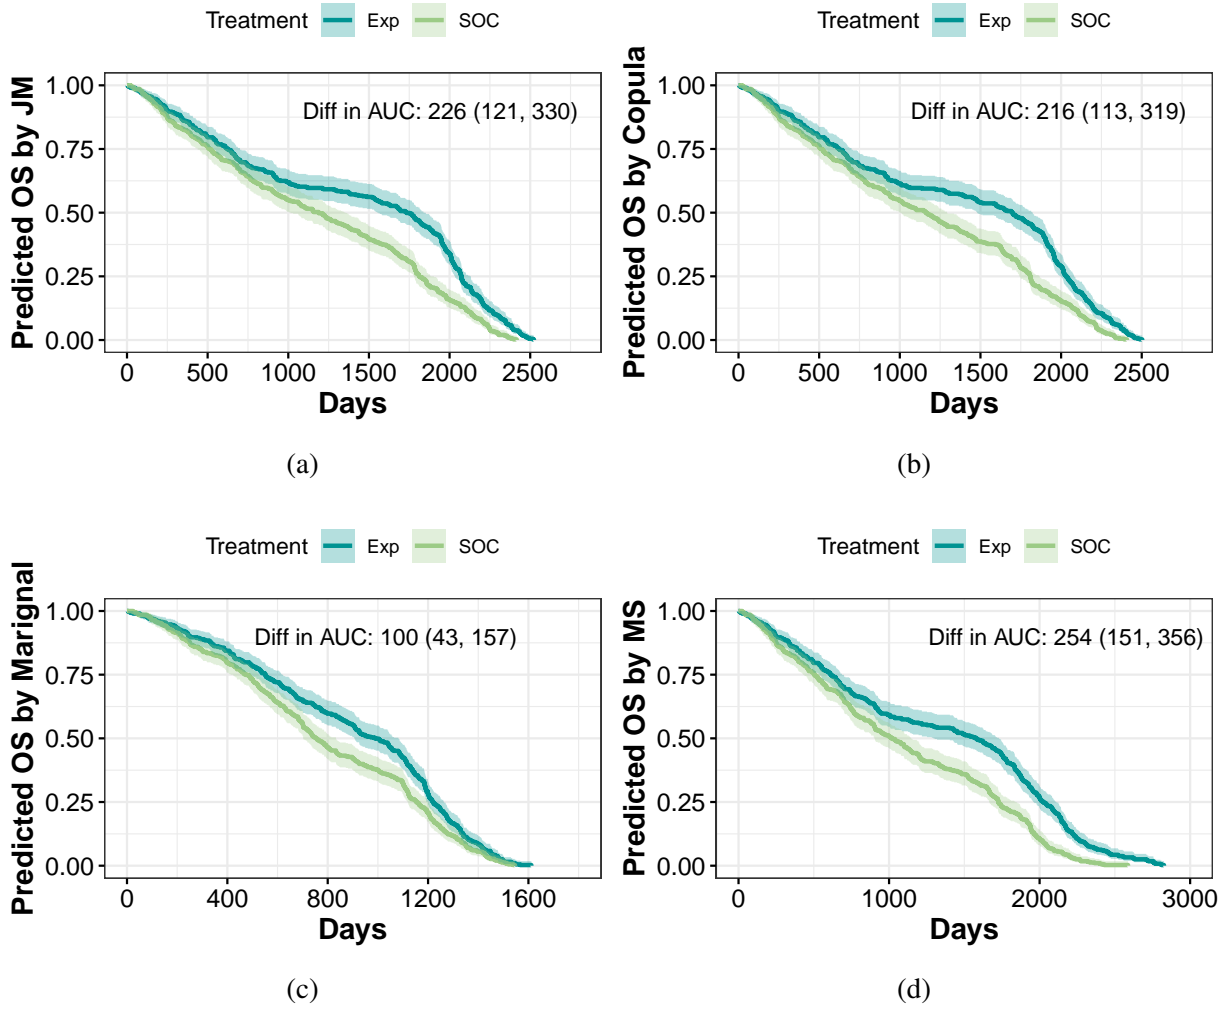 Treatment Exp SOC
Predicted OS by JM
1.00
0.75
0.50
0.25
0.00
Diff in AUC: 226 (121, 330)
0 500 1000 1500 2000 2500
Days
(a)
Treatment Exp SOC
Predicted OS by Copula
1.00
0.75
0.50
0.25
0.00
Diff in AUC: 216 (113, 319)
0 500 1000 1500 2000 2500
Days
(b)
Treatment Exp SOC
Predicted OS by Marignal
1.00
0.75
0.50
0.25
0.00
Diff in AUC: 100 (43, 157)
0 400 800 1200 1600
Days
(c)
Treatment Exp SOC
Predicted OS by MS
1.00
0.75
0.50
0.25
0.00
Diff in AUC: 254 (151, 356)
0 1000 2000 3000
Days
(d)